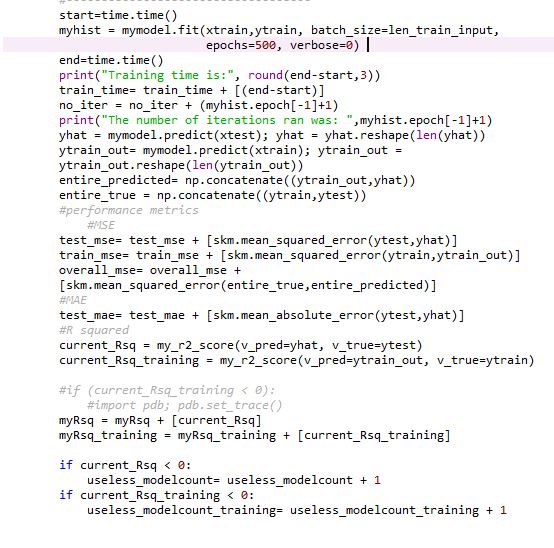 #-----------------------------------
start=time.time()
myhist = mymodel.fit(xtrain,ytrain, batch_size=len_train_input,
epochs=500, verbose=0)
end=time.time()
print("Training time is:", round(end-start,3))
train_time= train_time + [(end-start)]
no_iter = no_iter + (myhist.epoch[-1]+1)
print("The number of iterations ran was: ",myhist.epoch[-1]+1)
yhat = mymodel.predict(xtest); yhat = yhat.reshape(len(yhat))
ytrain_out= mymodel.predict(xtrain); ytrain_out =
ytrain_out.reshape(len(ytrain_out))
entire_predicted= np.concatenate((ytrain_out,yhat))
entire_true = np.concatenate((ytrain,ytest))
#performance metrics
#MSE
test_mse= test_mse + [skm.mean_squared_error(ytest,yhat)]
train_mse= train_mse + [skm.mean_squared_error(ytrain,ytrain_out)]
overall_mse= overall_mse +
[skm.mean_squared_error(entire_true,entire_predicted)]
#MAE
test_mae= test_mae + [skm.mean_absolute_error(ytest,yhat)]
#R squared
current_Rsq = my_r2_score(v_pred=yhat, v_true=ytest)
current_Rsq_training = my_r2_score(v_pred=ytrain_out, v_true=ytrain)
#if (current_Rsq_training < 0):
#import pdb; pdb.set_trace()
myRsq = myRsq + [current_Rsq]
myRsq_training = myRsq_training + [current_Rsq_training]
if current_Rsq < 0:
useless_modelcount= useless_modelcount + 1
if current_Rsq_training < 0:
useless_modelcount_training= useless_modelcount_training + 1